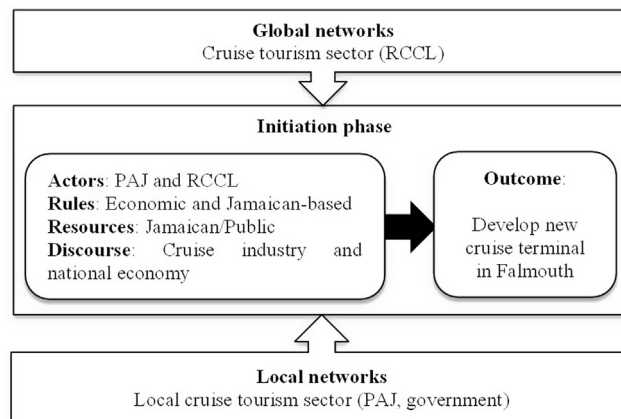 Global networks
Cruise tourism sector (RCCL)
Initiation phase
Actors: PAJ and RCCL
Rules: Economic and Jamaican-based
Resources: Jamaican/Public
Discourse: Cruise industry and
national economy
Outcome:
Develop new
cruise terminal
in Falmouth
Local networks
Local cruise tourism sector (PAJ, government)